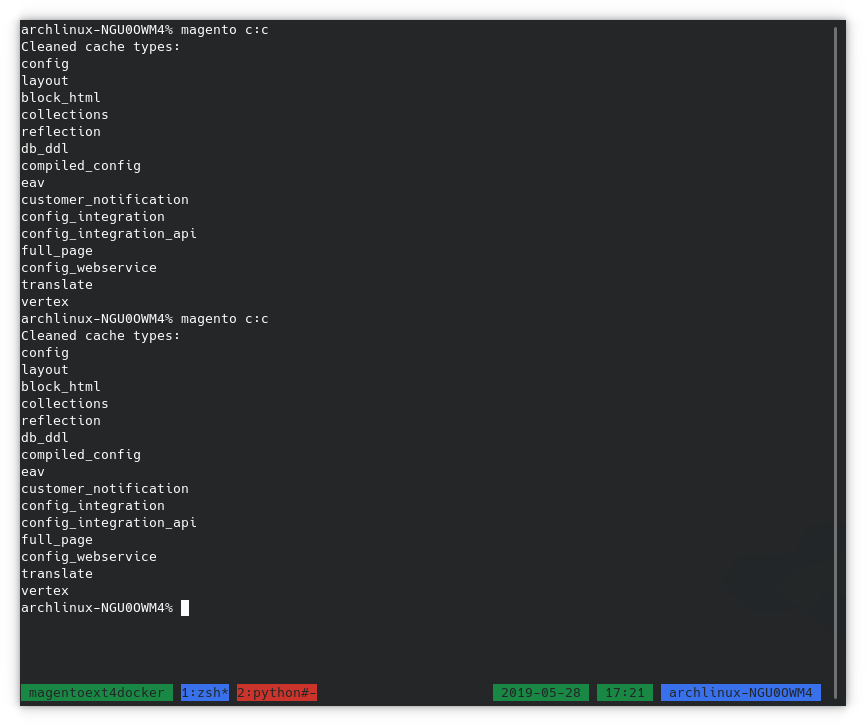 archlinux-NGU0OWM4% magento c:c
Cleaned cache types:
config
layout
block_html
collections
reflection
db_ddl
compiled_config
eav
customer_notification
config_integration
config_integration_api
full_page
config_webservice
translate
vertex
archlinux-NGU0OWM4% magento c:c
Cleaned cache types:
config
layout
block_html
collections
reflection
db_ddl
compiled_config
eav
customer_notification
config_integration
config_integration_api
full_page
config_webservice
translate
vertex
archlinux-NGU0OWM4%
magentoext4docker 1:zsh* 2:python#- 2019-05-28 17:21 archlinux-NGU0OWM4